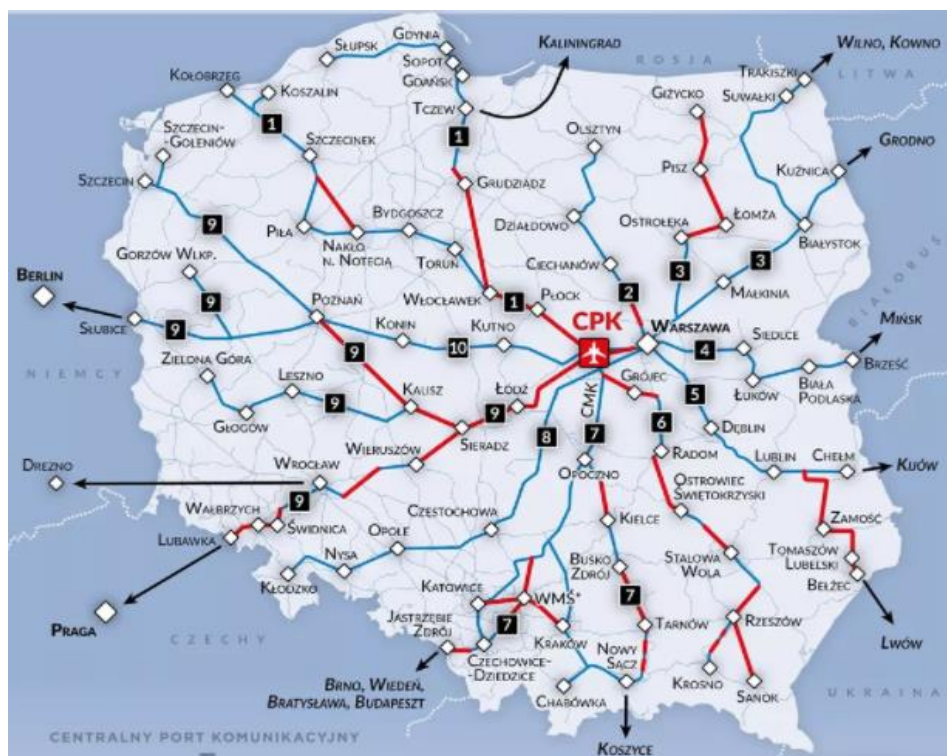 GDYNIA
SŁUPSK
SOPOT
KALININGRAD
ROSJA
WILNO, KOWNO
LITWA
KOŁOBRZEG
KOSZALIN
GDAŃSK
TRAKISZKI
TCZEW
GIŻYCKO
SUWAŁKI
1
1
SZCZECIN-
-GOLENIÓW
SZCZECINEK
OLSZTYN
GRODNO
SZCZECIN
GRUDZIĄDZ
PISZ
KUŹNICA
9
PIŁA
BYDGOSZCZ
DZIAŁDOWO
OSTROŁĘKA
ŁOMŻA
GORZÓW WLKP.
NAKŁO
N. NOTECIĄ
TORUŃ
CIECHANÓW
3
3
BIAŁYSTOK
BERLIN
9
POZNAŃ
WŁOCŁAWEK
1
PŁOCK
2
MAŁKINIA
BIAŁORUŚ
SŁUBICE
9
KONIN
KUTNO
CPK
WARSZAWA
SIEDLCE
MIŃSK
10
4
BRZEŚĆ
NIEMCY
ZIELONA GÓRA
LESZNO
9
KALISZ
ŁÓDŹ
GRÓJEC
5
ŁUKÓW
BIAŁA
PODLASKA
GŁOGÓW
9
9
8
CMK
7
6
DĘBLIN
WIERUSZÓW
SIERADZ
RADOM
LUBLIN
CHEŁM
DREZNO
WROCŁAW
OPOCZNO
KIJÓW
9
OSTROWIEC
ŚWIĘTOKRZYSKI
WAŁBRZYCH
ŚWIDNICA
OPOLE
CZĘSTOCHOWA
KIELCE
ZAMOŚĆ
LUBAWKA
NYSA
BUSKO
ZDRÓJ
STALOWA
WOLA
TOMASZÓW
LUBELSKI
KŁODZKO
KATOWICE
WMŚ*
7
BEŁŻEC
PRAGA
JASTRZĘBIE
ZDRÓJ
7
KRAKÓW
TARNÓW
RZESZÓW
LWÓW
CZECHY
CZECHOWICE-
-DZIEDZICE
NOWY
SĄCZ
KROSNO
SANOK
BRNO, WIEDEŃ,
BRATYSŁAWA, BUDAPESZT
CHABÓWKA
UKRAINA
CENTRALNY PORT KOMUNIKACYJNY
KOSZYCE